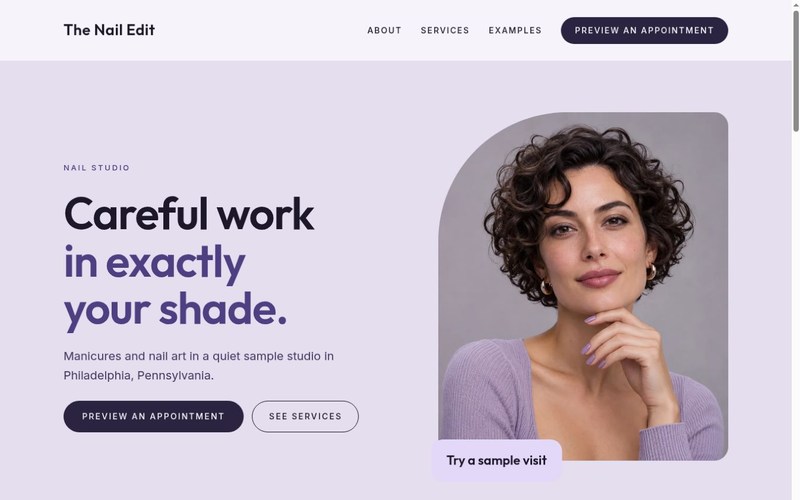 The Nail Edit
ABOUT
SERVICES
EXAMPLES
PREVIEW AN APPOINTMENT
NAIL STUDIO
Careful work
in exactly
your shade.
Manicures and nail art in a quiet sample studio in
Philadelphia, Pennsylvania.
PREVIEW AN APPOINTMENT
SEE SERVICES
Try a sample visit